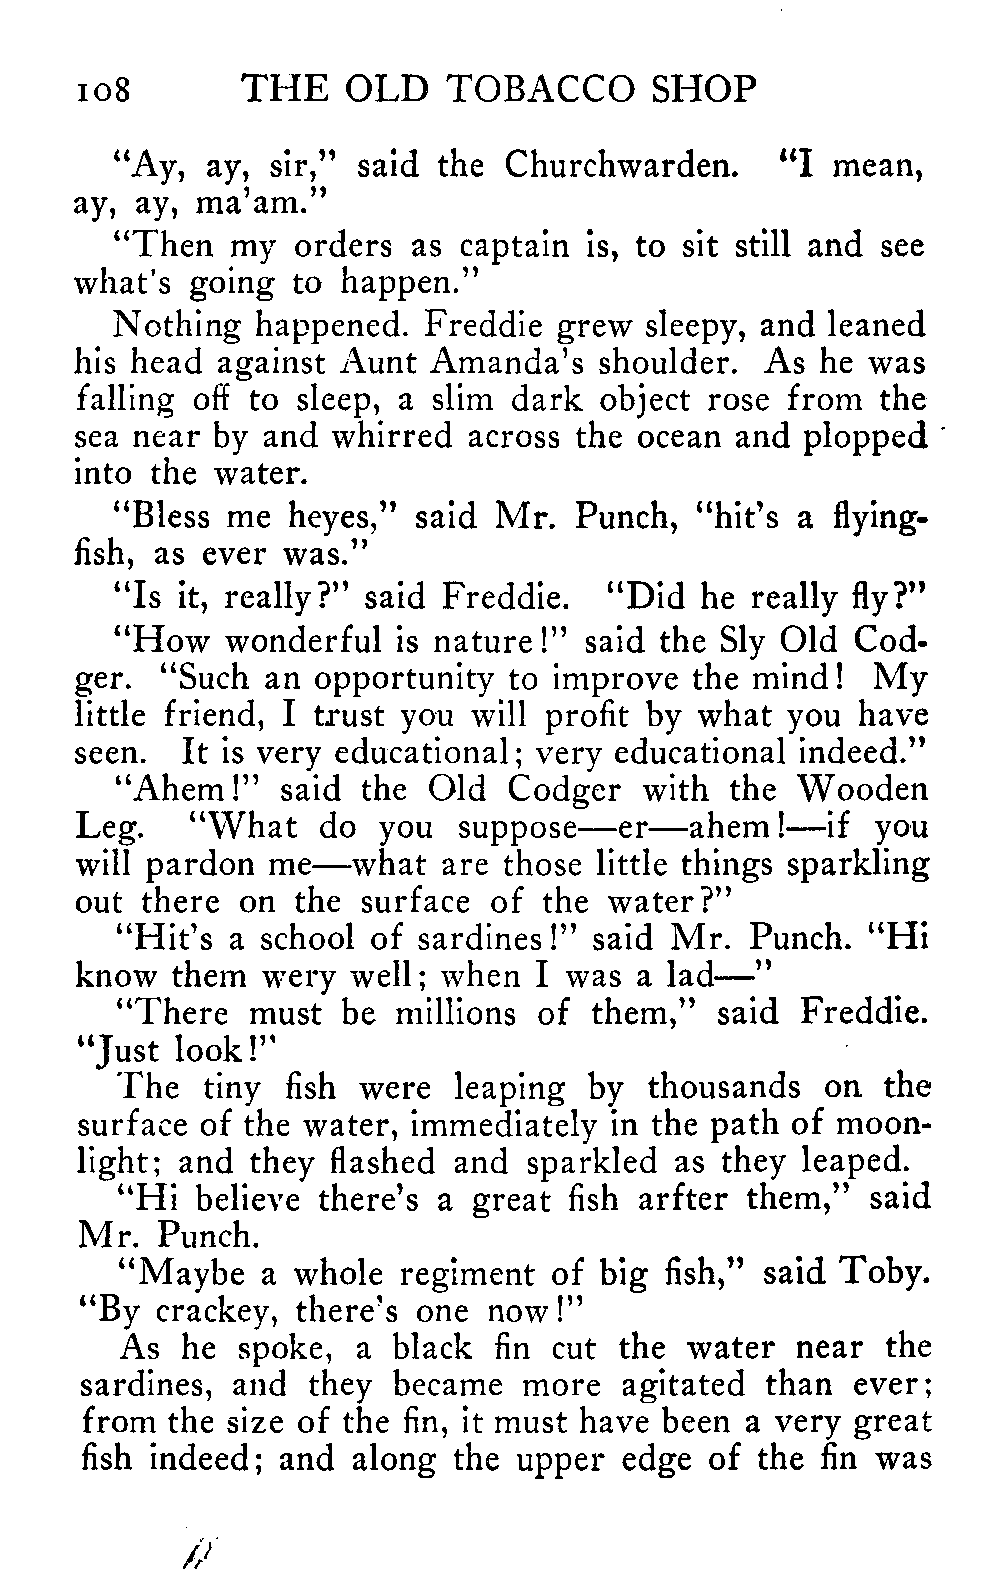 108 THE OLD TOBACCO SHOP
“Ay, ay, sir,” said the Churchwarden. “I mean,
ay, ay, ma’am.”
“Then my orders as captain is, to sit still and see
what’s going to happen.”
Nothing happened. Freddie grew sleepy, and leaned
his head against Aunt Amanda’s shoulder. As he was
falling off to sleep, a slim dark object rose from the
sea near by and whirred across the ocean and plopped
into the water.
“Bless me heyes,” said Mr. Punch, “hit’s a flying-
fish, as ever was.”
“Is it, really?” said Freddie. “Did he really fly?”
“How wonderful is nature!” said the Sly Old Cod-
ger. “Such an opportunity to improve the mind! My
little friend, I trust you will profit by what you have
seen. It is very educational; very educational indeed.”
“Ahem!” said the Old Codger with the Wooden
Leg. “What do you suppose—er—ahem!—if you
will pardon me—what are those little things sparkling
out there on the surface of the water?”
“Hit’s a school of sardines!” said Mr. Punch. “Hi
know them wery well; when I was a lad—”
“There must be millions of them,” said Freddie.
“Just look!”
The tiny fish were leaping by thousands on the
surface of the water, immediately in the path of moon-
light; and they flashed and sparkled as they leaped.
“Hi believe there’s a great fish arfter them,” said
Mr. Punch.
“Maybe a whole regiment of big fish,” said Toby.
“By crackey, there’s one now!”
As he spoke, a black fin cut the water near the
sardines, and they became more agitated than ever;
from the size of the fin, it must have been a very great
fish indeed; and along the upper edge of the fin was